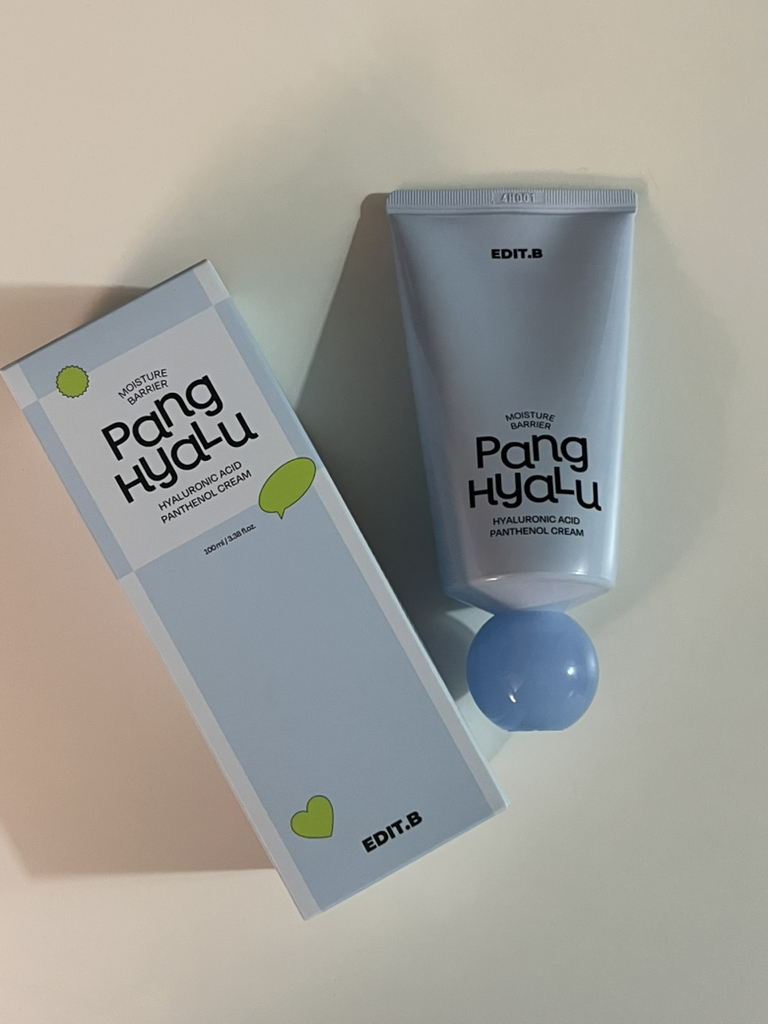 MOISTURE
BARRIER
Pang
HyaLu
HYALURONIC ACID
PANTHENOL CREAM
100ml / 3.38 fl.oz.
EDIT.B
4H001
EDIT.B
MOISTURE
BARRIER
Pang
HyaLu
HYALURONIC ACID
PANTHENOL CREAM